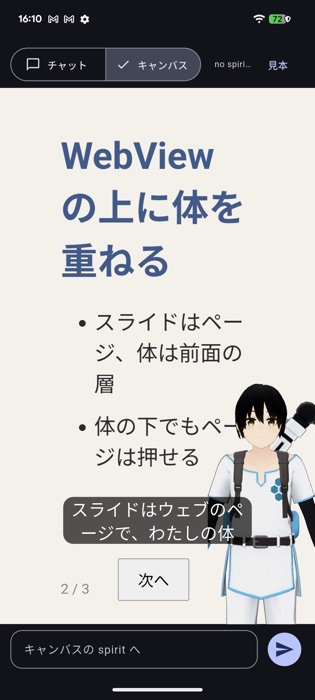 16:10
72
チャット
キャンバス
no spiri...
見本
WebView
の上に体を
重ねる
スライドはペー
ジ、体は前面の
層
体の下でもペー
ジは押せる
スライドはウェブのペ
ージで、わたしの体
2 / 3
次へ
キャンバスの spirit へ